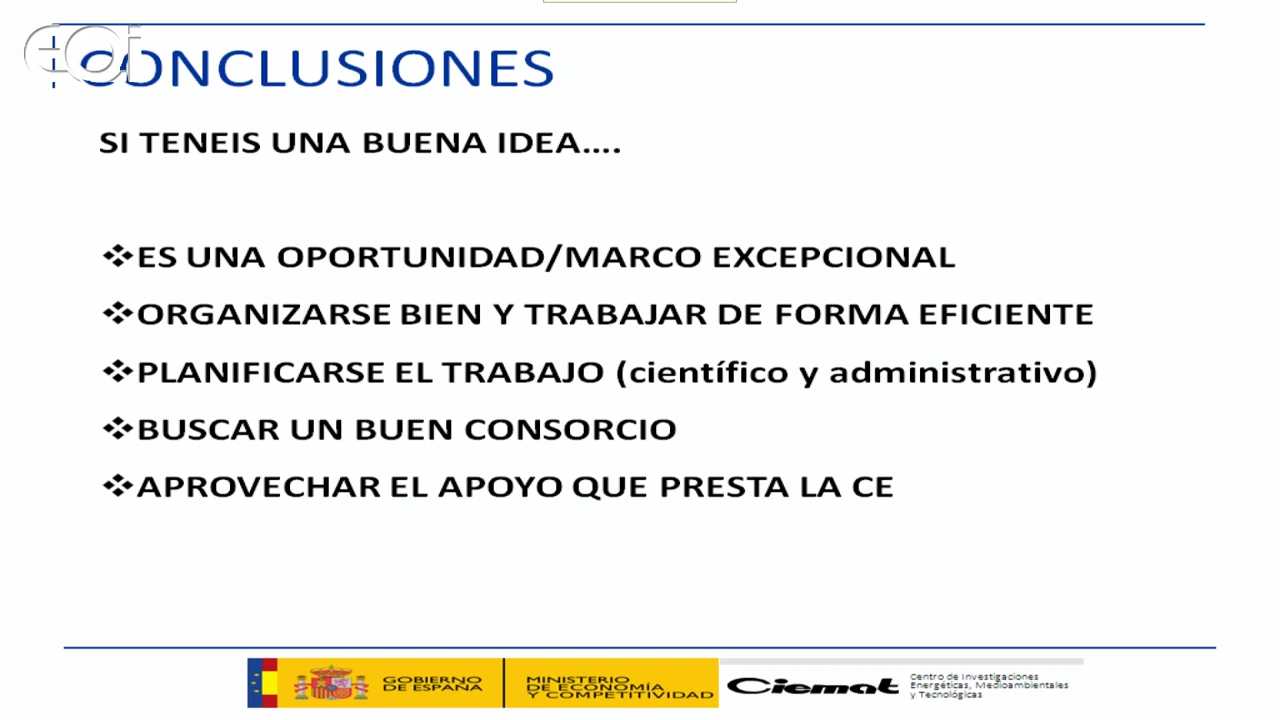 eoi
CONCLUSIONES
SI TENEIS UNA BUENA IDEA....
❖ES UNA OPORTUNIDAD/MARCO EXCEPCIONAL
❖ORGANIZARSE BIEN Y TRABAJAR DE FORMA EFICIENTE
❖PLANIFICARSE EL TRABAJO (científico y administrativo)
❖BUSCAR UN BUEN CONSORCIO
❖APROVECHAR EL APOYO QUE PRESTA LA CE
GOBIERNO
DE ESPAÑA
MINISTERIO
DE ECONOMÍA
Y COMPETITIVIDAD
Ciemat
Centro de Investigaciones
Energéticas, Medioambientales
y Tecnológicas